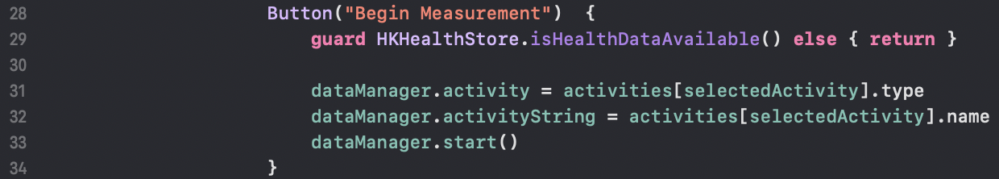 28 Button("Begin Measurement")  {
29 guard HKHealthStore.isHealthDataAvailable() else { return }
30
31 dataManager.activity = activities[selectedActivity].type
32 dataManager.activityString = activities[selectedActivity].name
33 dataManager.start()
34 }